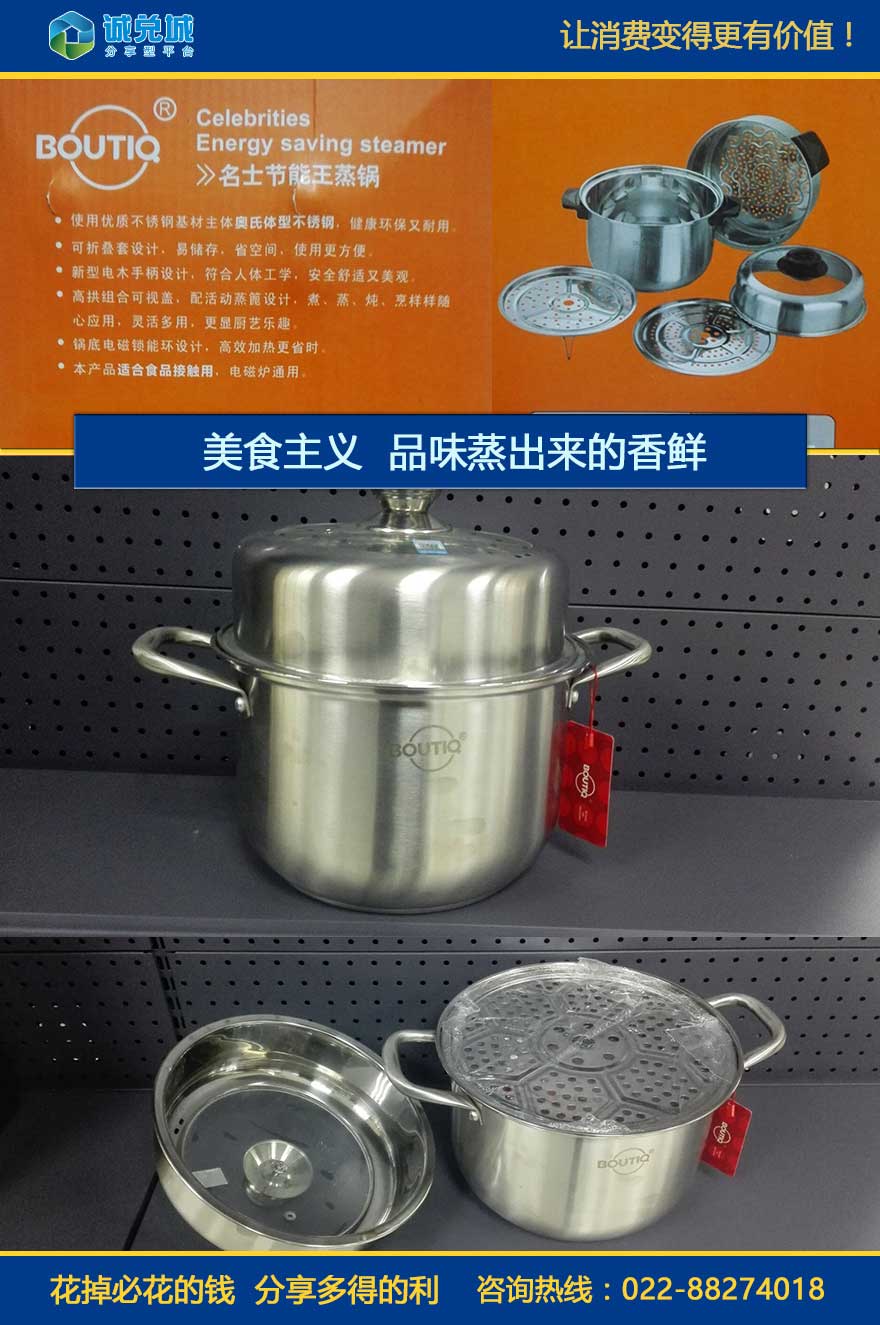 诚兑城
分享型平台
让消费变得更有价值！
BOUTIQ®
Celebrities
Energy saving steamer
》名士节能王蒸锅
• 使用优质不锈钢基材主体奥氏体型不锈钢，健康环保又耐用。
• 可折叠套设计，易储存，省空间，使用更方便。
• 新型电木手柄设计，符合人体工学，安全舒适又美观。
• 高拱组合可视盖，配活动蒸篦设计，煮、蒸、炖、烹样样随
心应用，灵活多用，更显厨艺乐趣。
• 锅底电磁锁能环设计，高效加热更省时。
• 本产品适合食品接触用，电磁炉通用。
美食主义 品味蒸出来的香鲜
BOUTIQ®
BOUTIQ
BOUTIQ®
花掉必花的钱 分享多得的利 咨询热线：022-88274018